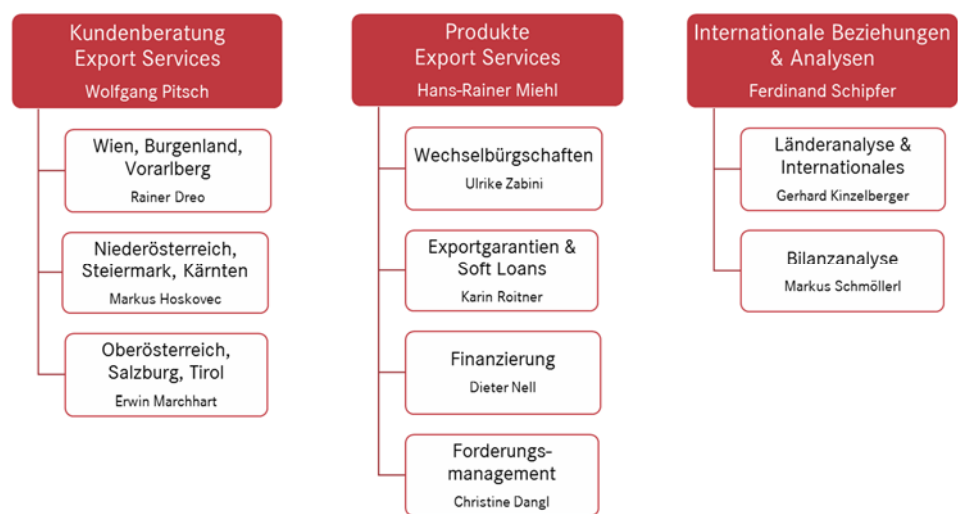 Kundenberatung
Export Services
Wolfgang Pitsch
Wien, Burgenland,
Vorarlberg
Rainer Dreo
Niederösterreich,
Steiermark, Kärnten
Markus Hoskovec
Oberösterreich,
Salzburg, Tirol
Erwin Marchhart
Produkte
Export Services
Hans-Rainer Miehl
Wechselbürgschaften
Ulrike Zabini
Exportgarantien &
Soft Loans
Karin Roitner
Finanzierung
Dieter Nell
Forderungs-
management
Christine Dangl
Internationale Beziehungen
& Analysen
Ferdinand Schipfer
Länderanalyse &
Internationales
Gerhard Kinzelberger
Bilanzanalyse
Markus Schmöllerl